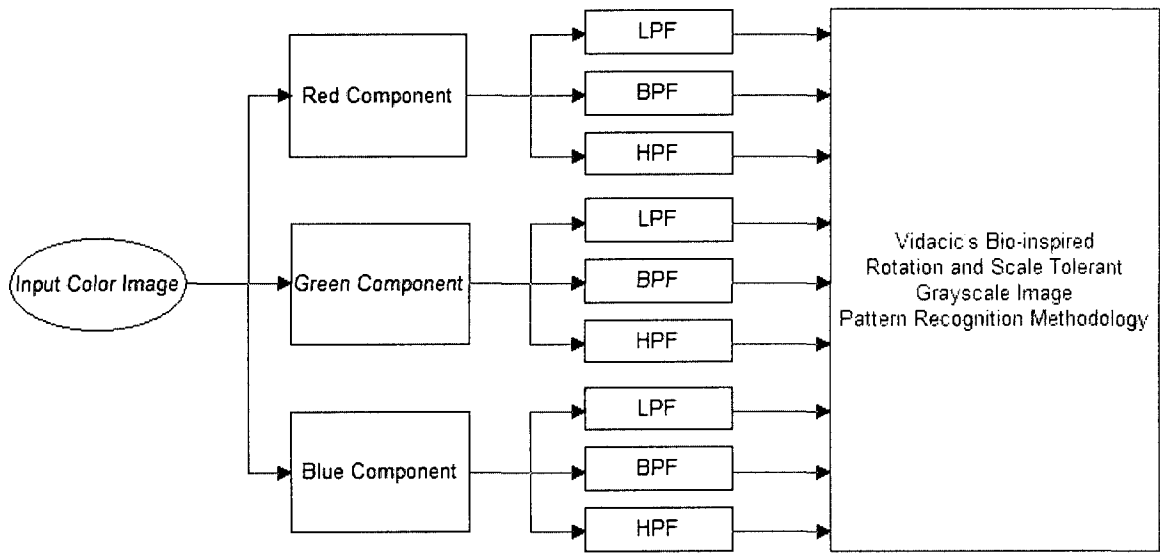 LPF
Red Component
BPF
HPF
LPF
Input Color Image
Green Component
BPF
HPF
LPF
Blue Component
BPF
HPF
Vidacic's Bio-inspired
Rotation and Scale Tolerant
Grayscale Image
Pattern Recognition Methodology